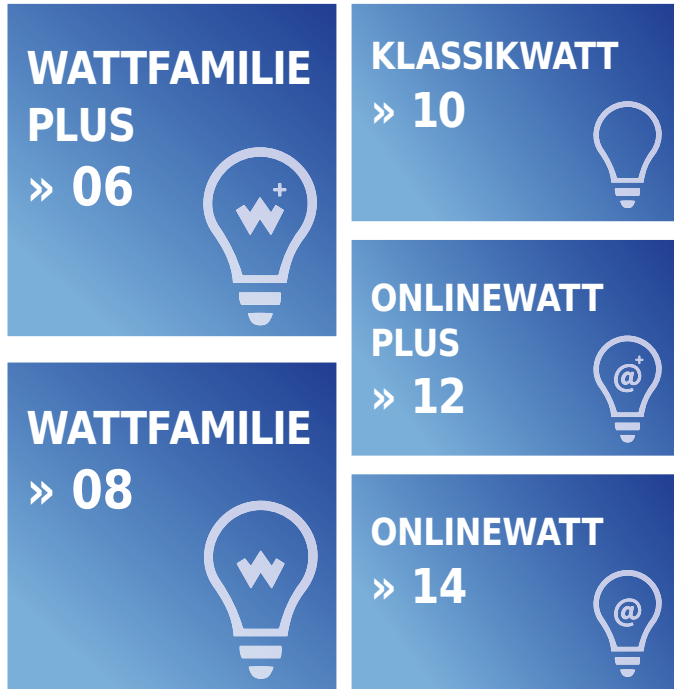 WATTFAMILIE
PLUS
» 06
W+
WATTFAMILIE
» 08
W
KLASSIKWATT
» 10
ONLINEWATT
PLUS
» 12
@+
ONLINEWATT
» 14
@